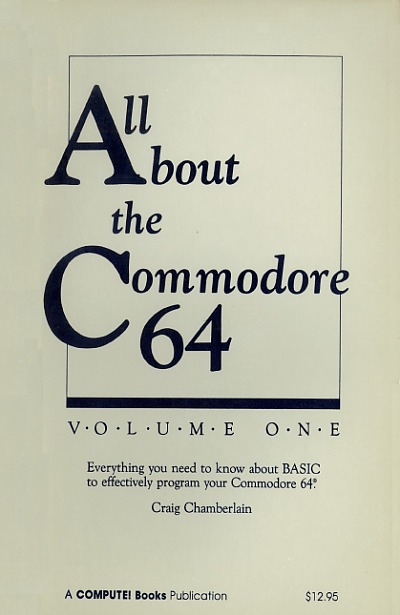 All
About
the
Commodore
64
V·O·L·U·M·E O·N·E
Everything you need to know about BASIC
to effectively program your Commodore 64®.
Craig Chamberlain
A COMPUTE! Books Publication $12.95